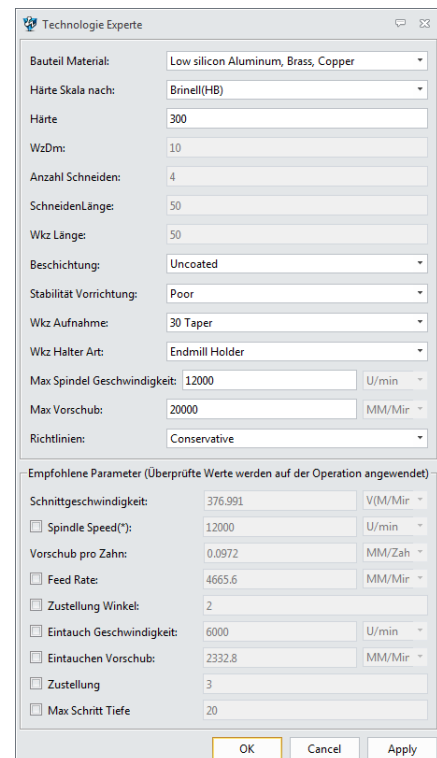 Technologie Experte
Bauteil Material: Low silicon Aluminum, Brass, Copper
Härte Skala nach: Brinell(HB)
Härte 300
WzDm: 10
Anzahl Schneiden: 4
SchneidenLänge: 50
Wkz Länge: 50
Beschichtung: Uncoated
Stabilität Vorrichtung: Poor
Wkz Aufnahme: 30 Taper
Wkz Halter Art: Endmill Holder
Max Spindel Geschwindigkeit: 12000 U/min
Max Vorschub: 20000 MM/Mir
Richtlinien: Conservative
Empfohlene Parameter (Überprüfte Werte werden auf der Operation angewendet)
Schnittgeschwindigkeit: 376.991 V(M/Mir
Spindle Speed(*): 12000 U/min
Vorschub pro Zahn: 0.0972 MM/Zah
Feed Rate: 4665.6 MM/Mir
Zustellung Winkel: 2
Eintauch Geschwindigkeit: 6000 U/min
Eintauchen Vorschub: 2332.8 MM/Mir
Zustellung 3
Max Schritt Tiefe 20
OK Cancel Apply